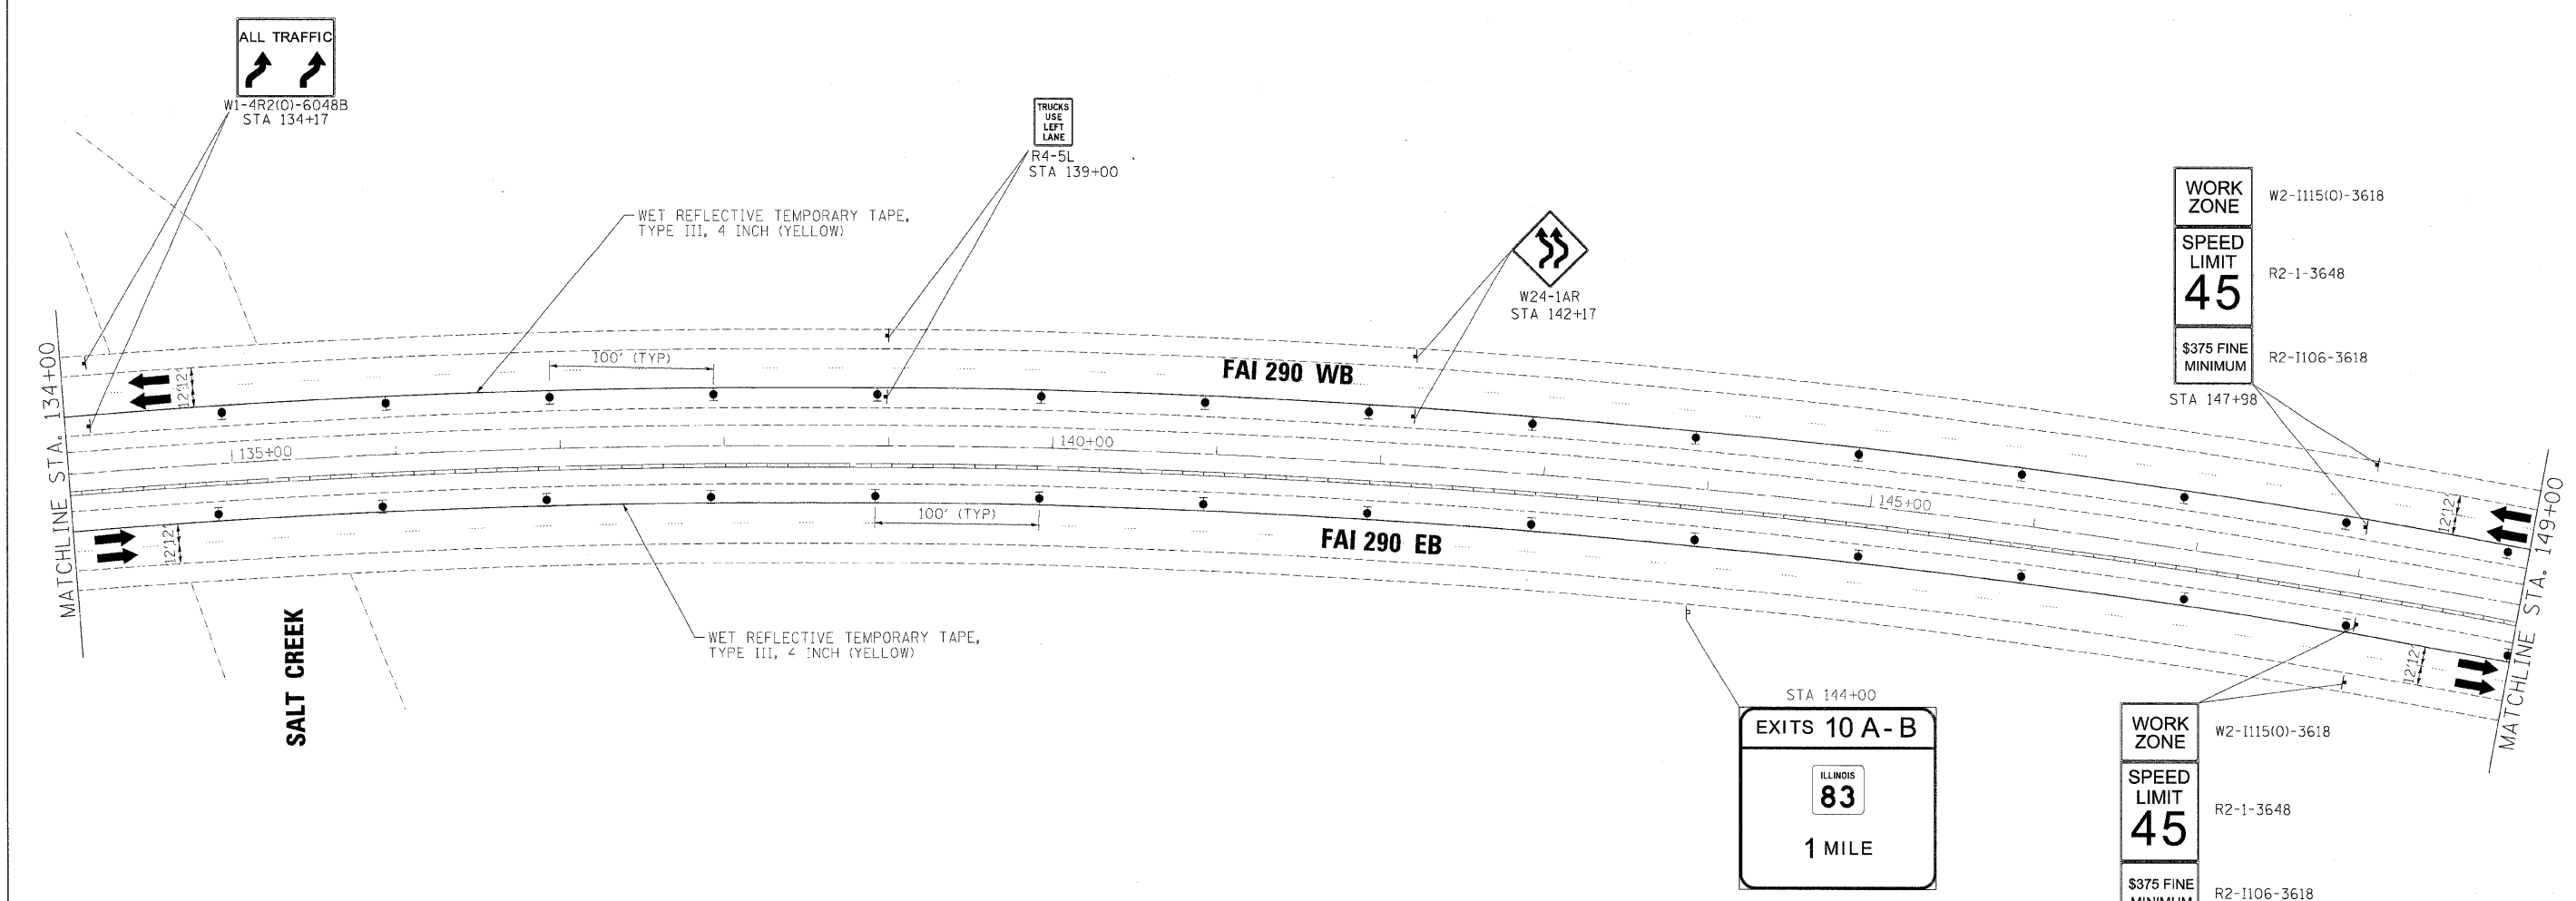 ALL TRAFFIC
W1-4R2(O)-6048B
STA 134+17
TRUCKS
USE
LEFT
LANE
R4-5L
STA 139+00
WET REFLECTIVE TEMPORARY TAPE,
TYPE III, 4 INCH (YELLOW)
W24-1AR
STA 142+17
WORK
ZONE
W2-I115(O)-3618
SPEED
LIMIT
45
R2-1-3648
$375 FINE
MINIMUM
R2-I106-3618
STA 147+98
MATCHLINE STA. 134+00
12'
12'
100' (TYP)
FAI 290 WB
135+00
140+00
145+00
12'
12'
MATCHLINE STA. 149+00
12'
12'
100' (TYP)
FAI 290 EB
12'
12'
SALT CREEK
WET REFLECTIVE TEMPORARY TAPE,
TYPE III, 4 INCH (YELLOW)
STA 144+00
EXITS 10 A-B
ILLINOIS
83
1 MILE
WORK
ZONE
W2-I115(O)-3618
SPEED
LIMIT
45
R2-1-3648
$375 FINE
MINIMUM
R2-I106-3618